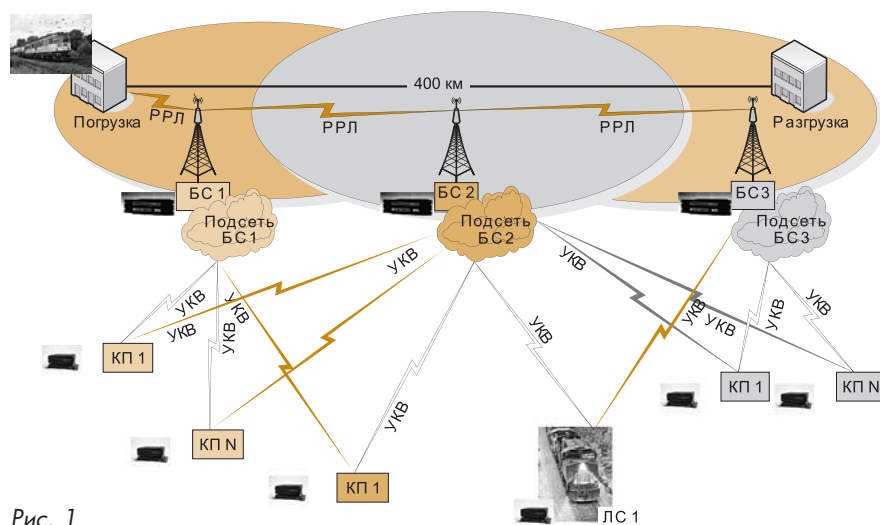 400 км
Погрузка
РРЛ
РРЛ
РРЛ
Разгрузка
БС 1
БС 2
БС3
Подсеть
БС1
Подсеть
БС2
Подсеть
БС3
УКВ
УКВ
УКВ
УКВ
УКВ
УКВ
УКВ
УКВ
УКВ
УКВ
УКВ
УКВ
КП 1
КП N
КП 1
КП 1
КП N
ЛС 1
Рис. 1